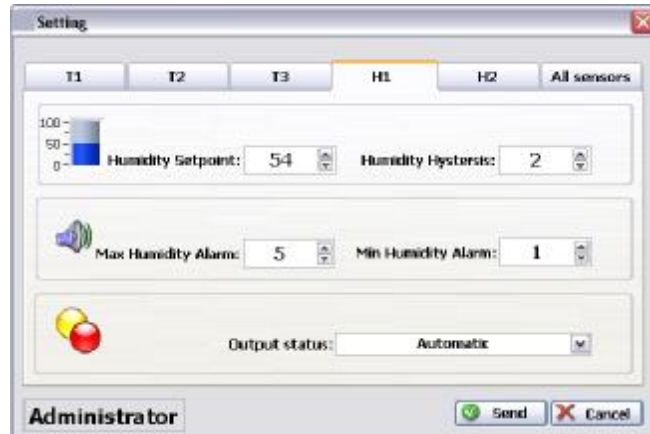 Setting
T1 T2 T3 H1 H2 All sensors
100
50
0
Humidity Setpoint: 54 Humidity Hystersis: 2
Max Humidity Alarm: 5 Min Humidity Alarm: 1
Output status: Automatic
Administrator Send Cancel